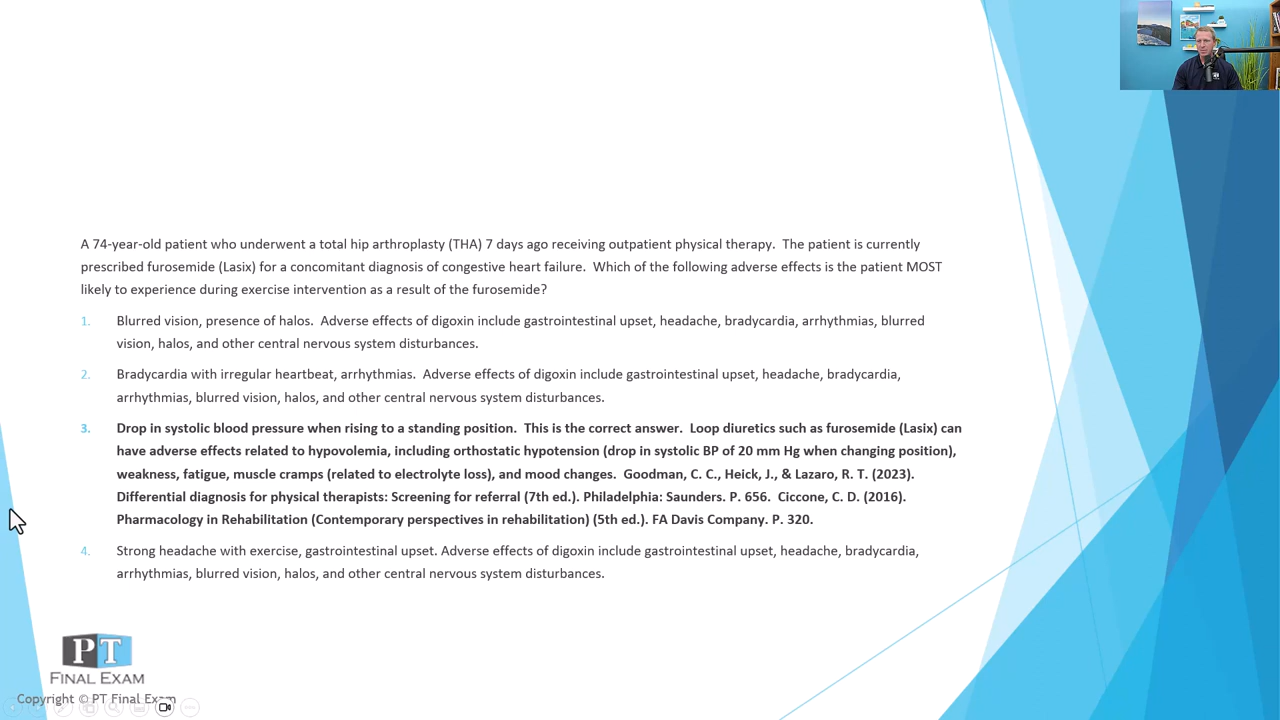 A 74-year-old patient who underwent a total hip arthroplasty (THA) 7 days ago receiving outpatient physical therapy.  The patient is currently
prescribed furosemide (Lasix) for a concomitant diagnosis of congestive heart failure.  Which of the following adverse effects is the patient MOST
likely to experience during exercise intervention as a result of the furosemide?
1. Blurred vision, presence of halos.  Adverse effects of digoxin include gastrointestinal upset, headache, bradycardia, arrhythmias, blurred
vision, halos, and other central nervous system disturbances.
2. Bradycardia with irregular heartbeat, arrhythmias.  Adverse effects of digoxin include gastrointestinal upset, headache, bradycardia,
arrhythmias, blurred vision, halos, and other central nervous system disturbances.
3. Drop in systolic blood pressure when rising to a standing position.  This is the correct answer.  Loop diuretics such as furosemide (Lasix) can
have adverse effects related to hypovolemia, including orthostatic hypotension (drop in systolic BP of 20 mm Hg when changing position),
weakness, fatigue, muscle cramps (related to electrolyte loss), and mood changes.  Goodman, C. C., Heick, J., & Lazaro, R. T. (2023).
Differential diagnosis for physical therapists: Screening for referral (7th ed.). Philadelphia: Saunders. P. 656.  Ciccone, C. D. (2016).
Pharmacology in Rehabilitation (Contemporary perspectives in rehabilitation) (5th ed.). FA Davis Company. P. 320.
4. Strong headache with exercise, gastrointestinal upset. Adverse effects of digoxin include gastrointestinal upset, headache, bradycardia,
arrhythmias, blurred vision, halos, and other central nervous system disturbances.
PT
FINAL EXAM
Copyright © PT Final Exam